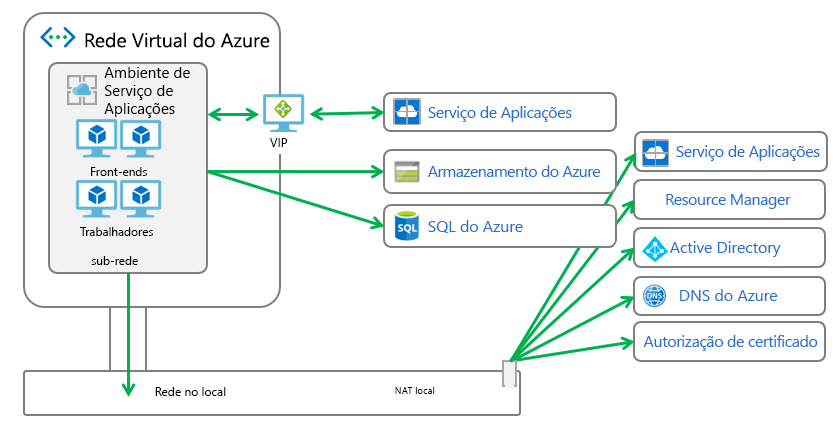 Rede Virtual do Azure
Ambiente de
Serviço de
Aplicações
Front-ends
Trabalhadores
sub-rede
VIP
Serviço de Aplicações
Armazenamento do Azure
SQL
SQL do Azure
Serviço de Aplicações
Resource Manager
Active Directory
DNS
DNS do Azure
Autorização de certificado
Rede no local
NAT local